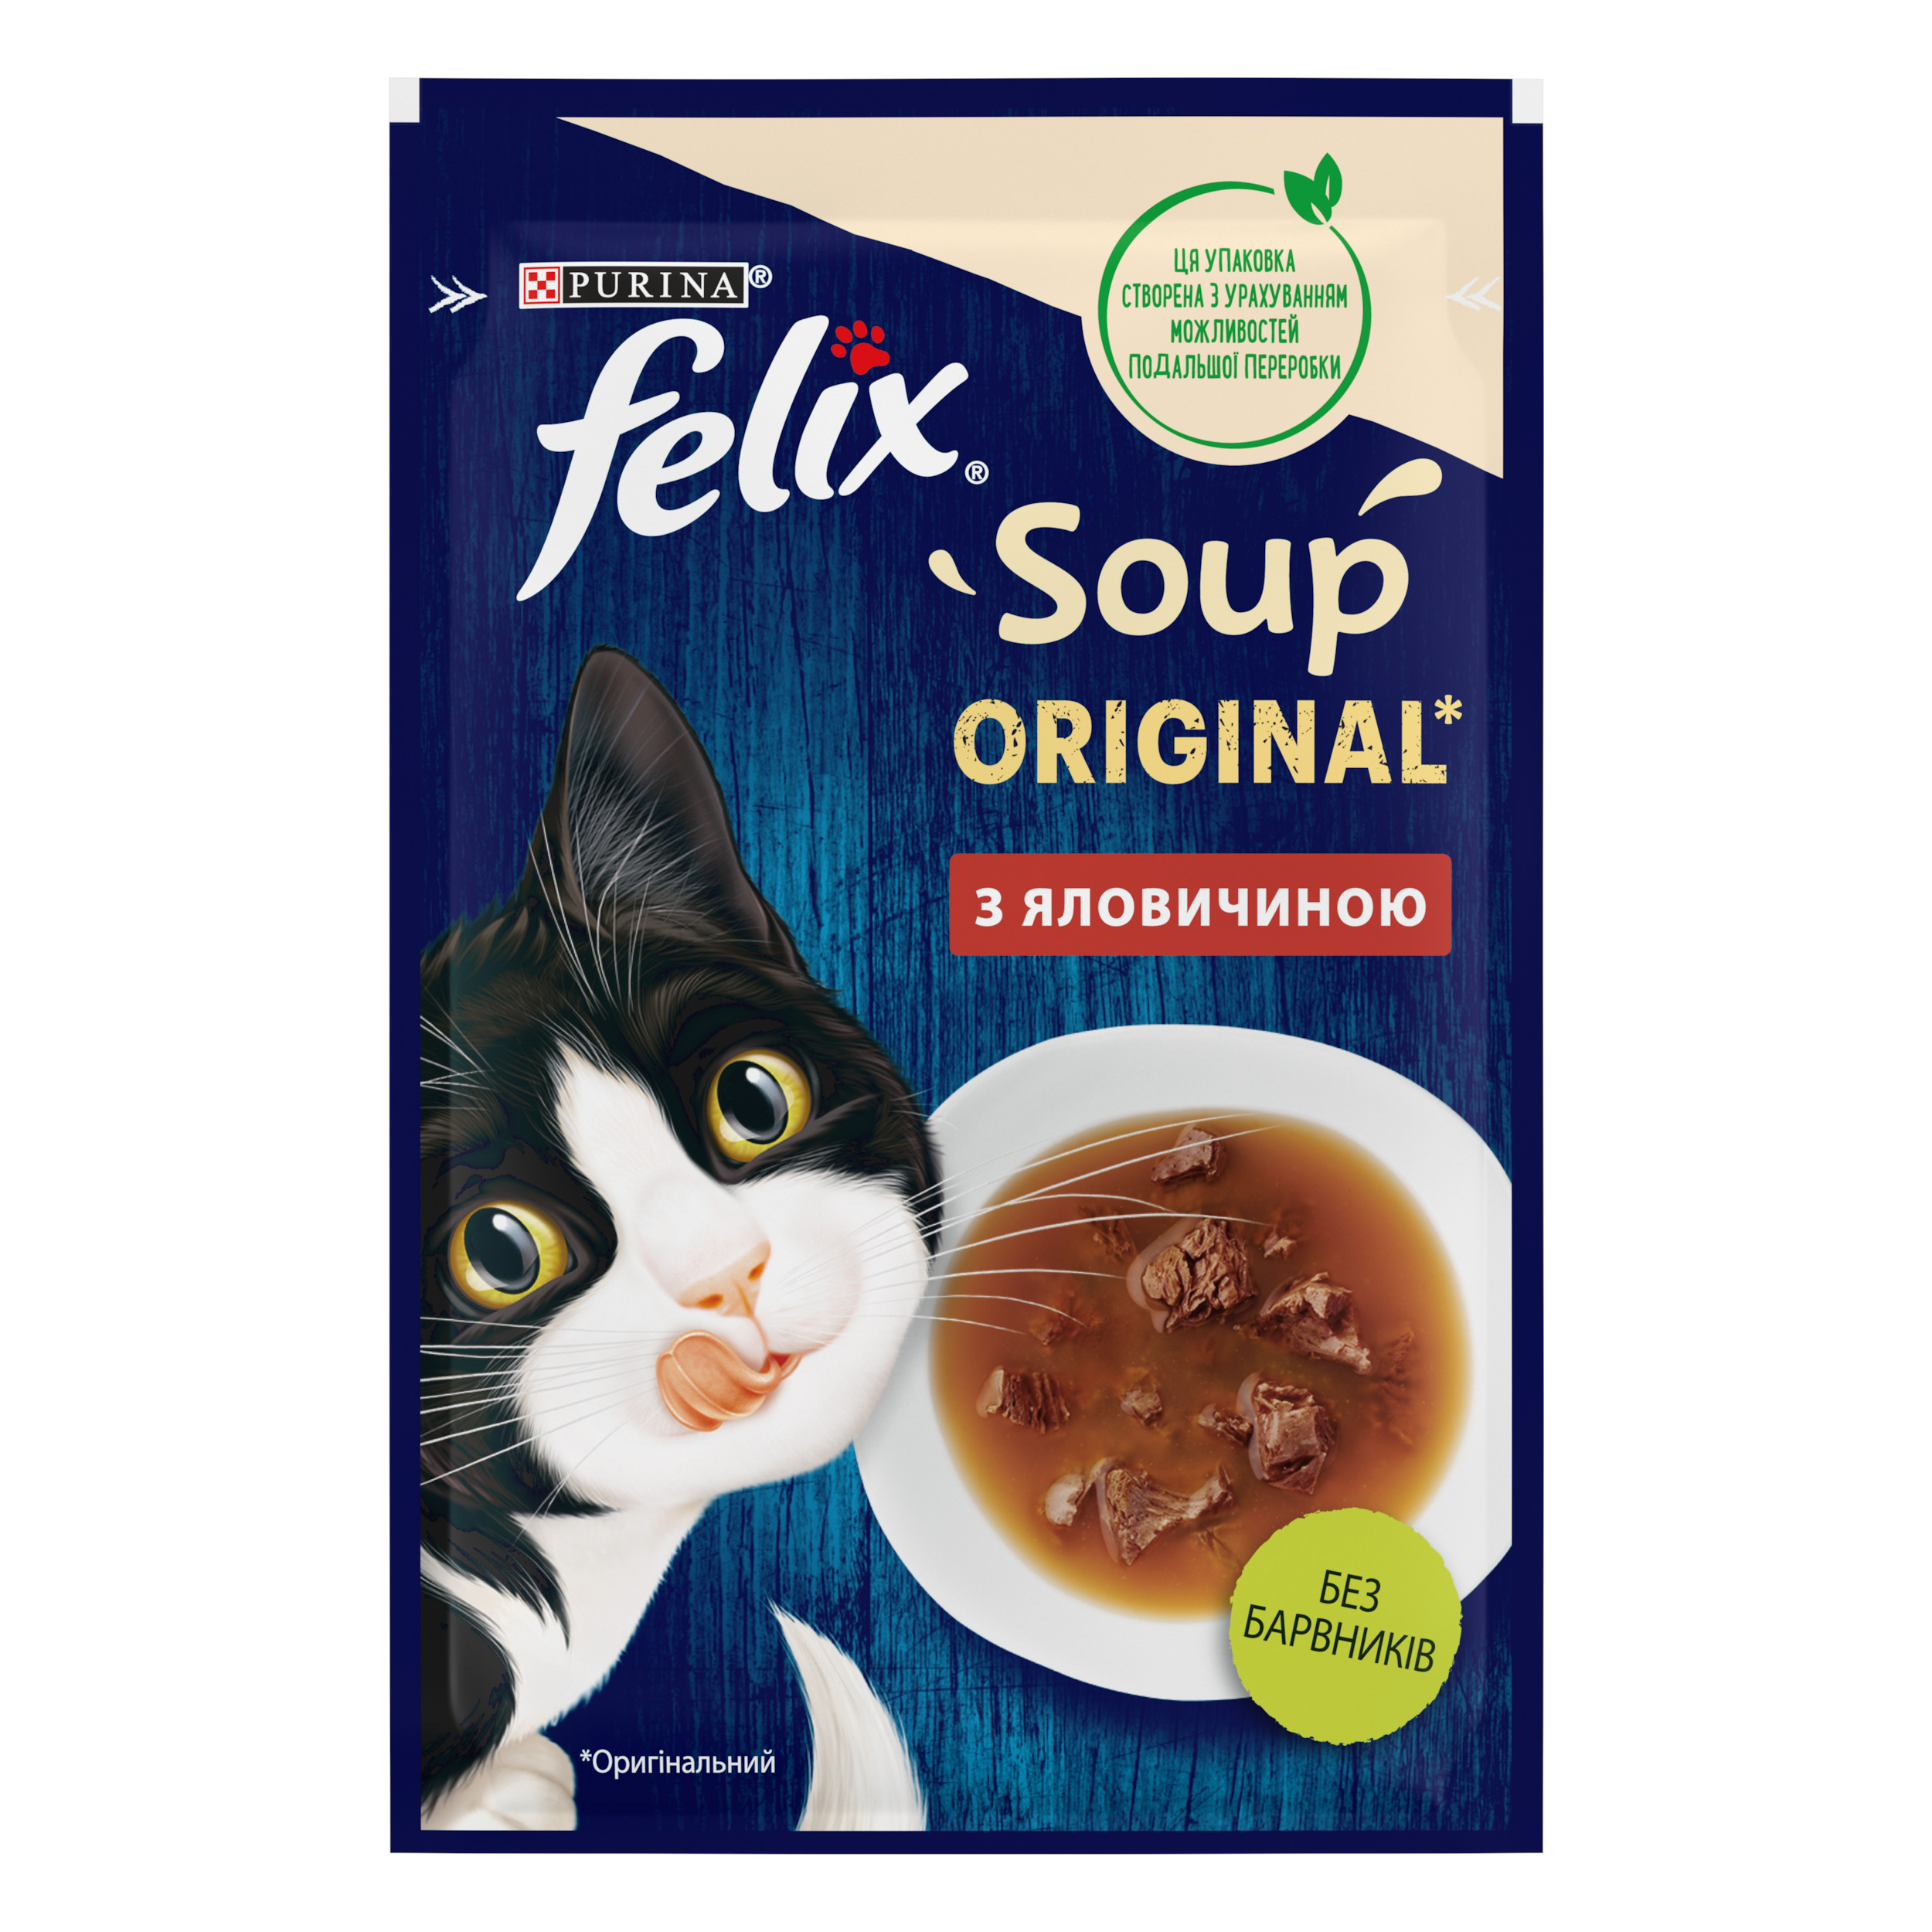 ЦЯ УПАКОВКА
СТВОРЕНА З УРАХУВАННЯМ
МОЖЛИВОСТЕЙ
ПОДАЛЬШОЇ ПЕРЕРОБКИ
PURINA®
felix®
Soup
ORIGINAL*
З ЯЛОВИЧИНОЮ
БЕЗ
БАРВНИКІВ
*Оригінальний